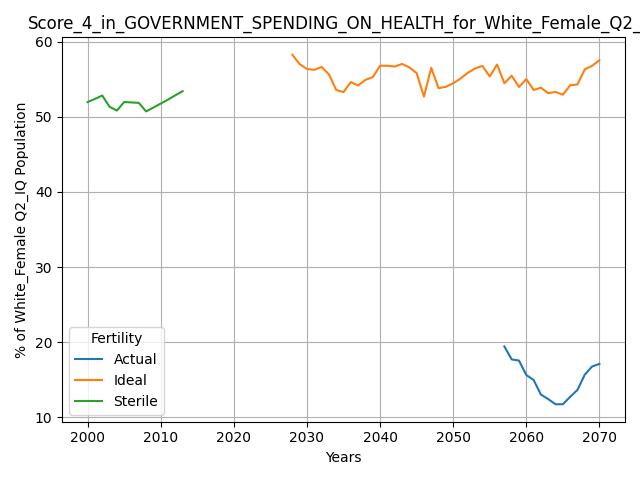 Score_4_in_GOVERNMENT_SPENDING_ON_HEALTH_for_White_Female_Q2_
% of White_Female Q2_IQ Population
60
50
40
30
20
10
Fertility
Actual
Ideal
Sterile
2000 2010 2020 2030 2040 2050 2060 2070
Years